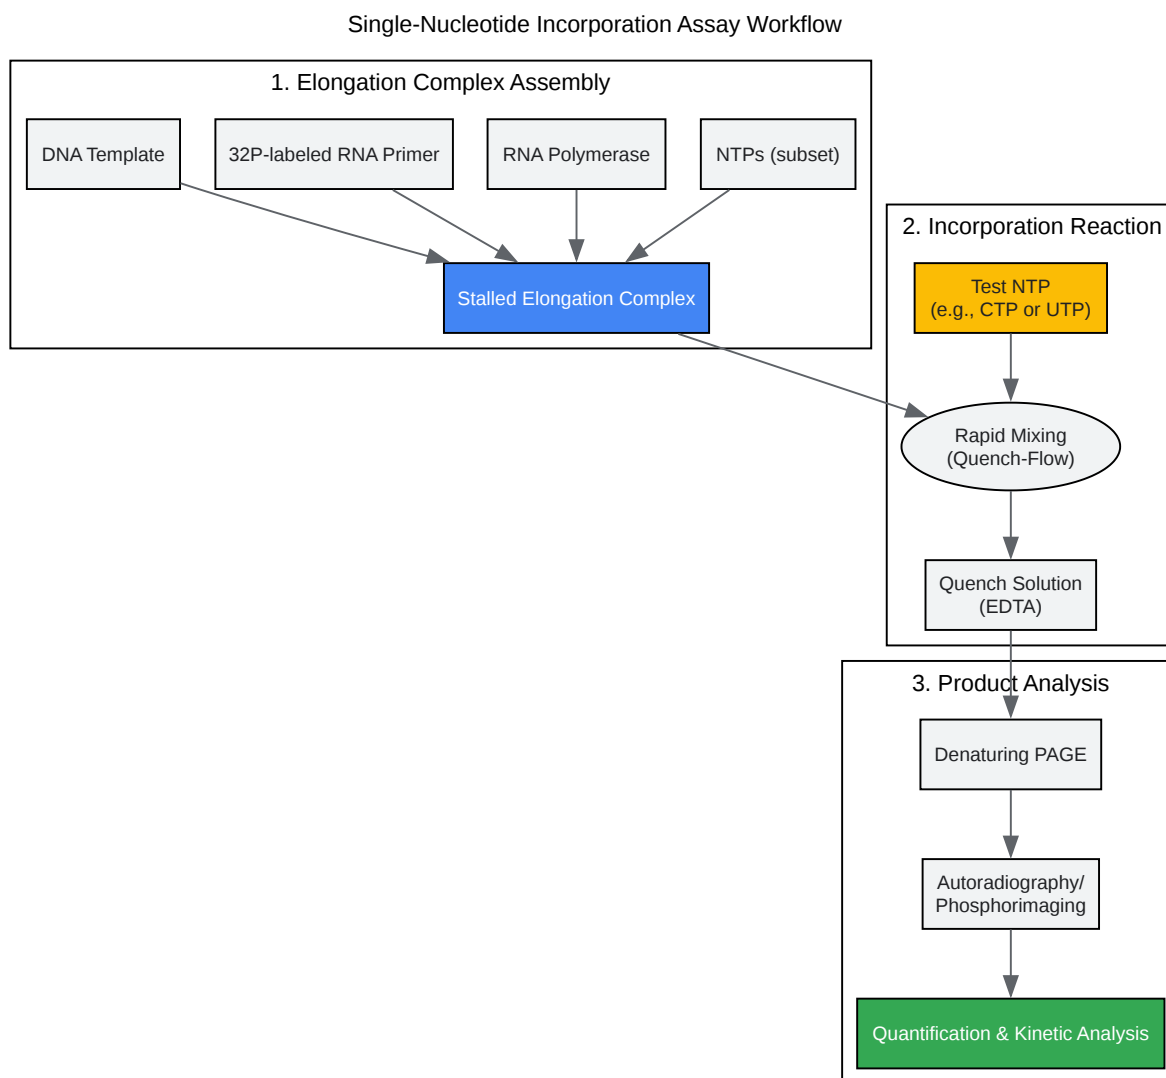 Single-Nucleotide Incorporation Assay Workflow
1. Elongation Complex Assembly
DNA Template
32P-labeled RNA Primer
RNA Polymerase
NTPs (subset)
Stalled Elongation Complex
2. Incorporation Reaction
Test NTP
(e.g., CTP or UTP)
Rapid Mixing
(Quench-Flow)
Quench Solution
(EDTA)
3. Product Analysis
Denaturing PAGE
Autoradiography/
Phosphorimaging
Quantification & Kinetic Analysis